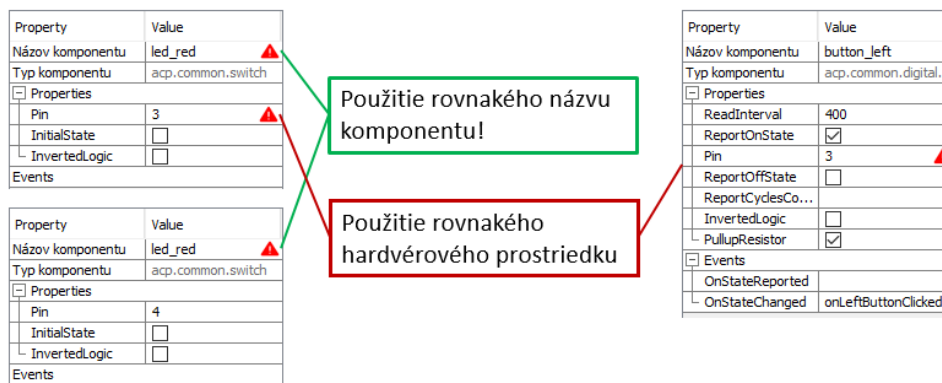 Property Value
Názov komponentu led_red
Typ komponentu acp.common.switch
Properties
Pin 3
InitialState
InvertedLogic
Events
Property Value
Názov komponentu led_red
Typ komponentu acp.common.switch
Properties
Pin 4
InitialState
InvertedLogic
Events
Použitie rovnakého názvu
komponentu!
Použitie rovnakého
hardvérového prostriedku
Property Value
Názov komponentu button_left
Typ komponentu acp.common.digital.
Properties
ReadInterval 400
ReportOnState
Pin 3
ReportOffState
ReportCyclesCo...
InvertedLogic
PullupResistor
Events
OnStateReported
OnStateChanged onLeftButtonClicked